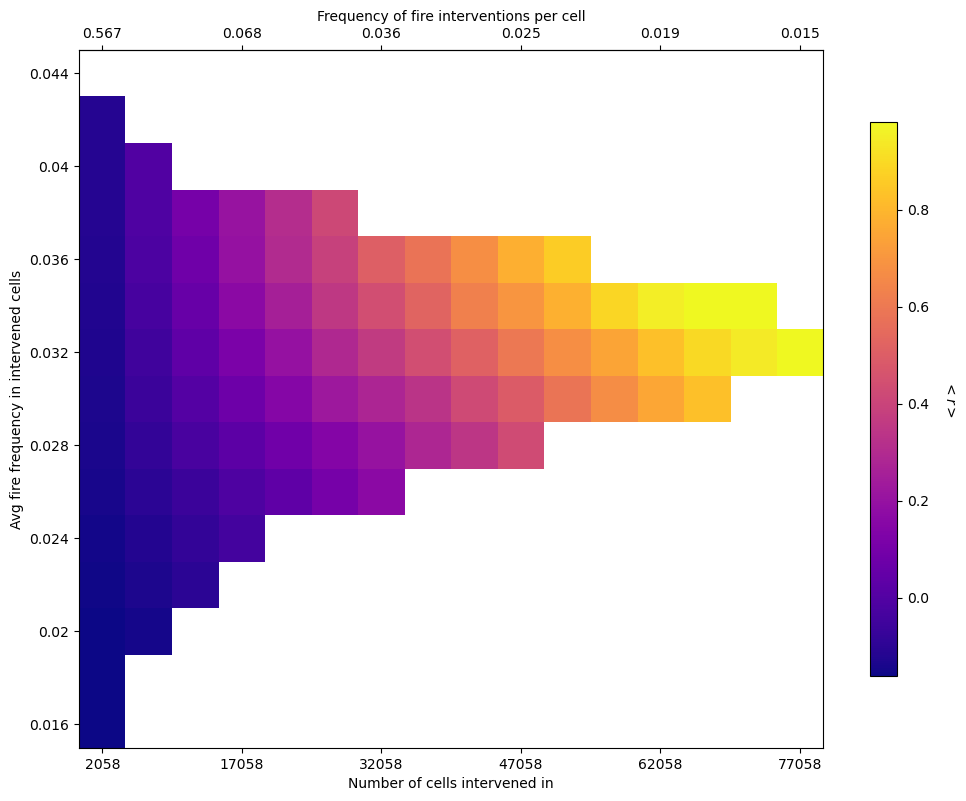 Frequency of fire interventions per cell
0.567 0.068 0.036 0.025 0.019 0.015
0.044
0.04
0.036
0.032
0.028
0.024
0.02
0.016
Avg fire frequency in intervened cells
2058 17058 32058 47058 62058 77058
Number of cells intervened in
0.8
0.6
0.4
0.2
0.0
< r >